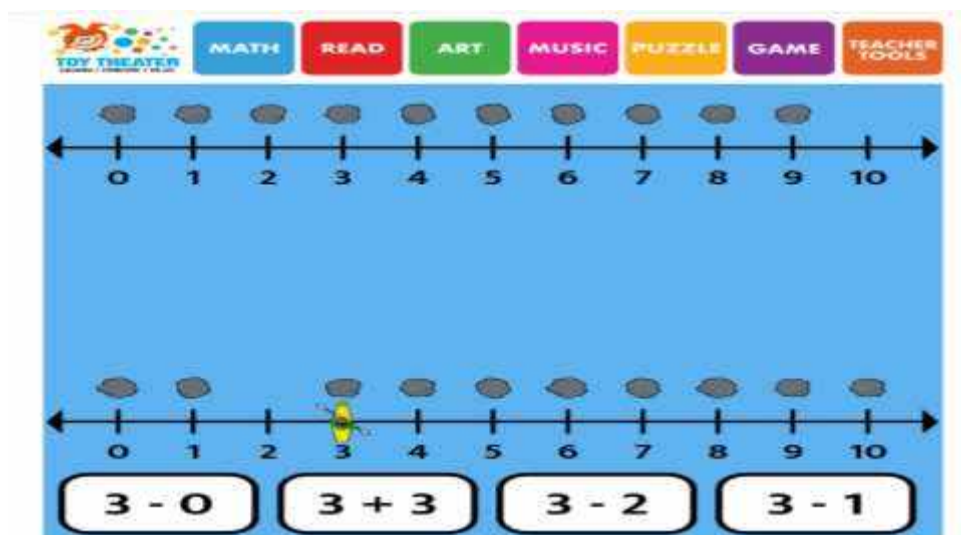 MATH READ ART MUSIC PUZZLE GAME TEACHER TOOLS
TOY THEATER
0 1 2 3 4 5 6 7 8 9 10
0 1 2 3 4 5 6 7 8 9 10
3 - 0 3 + 3 3 - 2 3 - 1